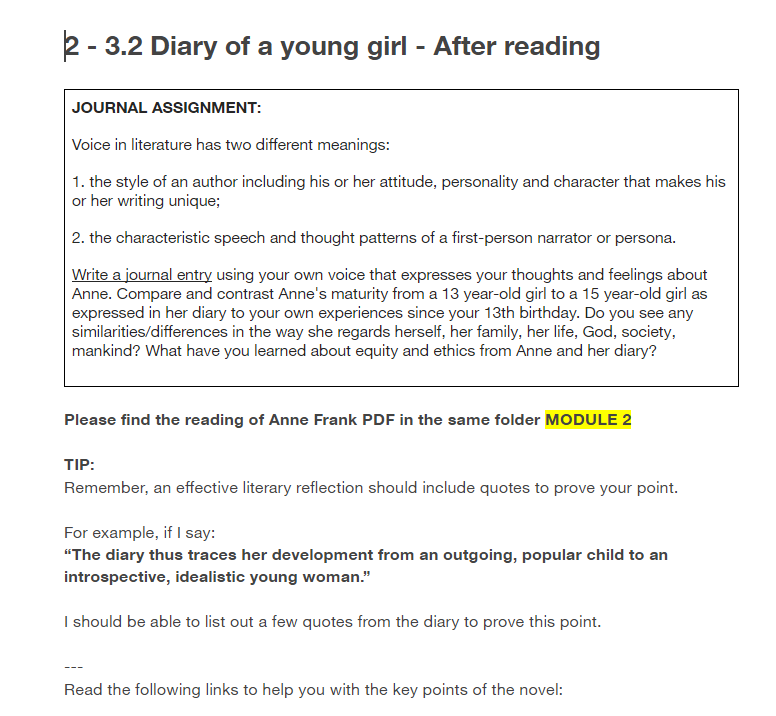 2 - 3.2 Diary of a young girl - After reading
JOURNAL ASSIGNMENT:
Voice in literature has two different meanings:
1. the style of an author including his or her attitude, personality and character that makes his
or her writing unique;
2. the characteristic speech and thought patterns of a first-person narrator or persona.
Write a journal entry using your own voice that expresses your thoughts and feelings about
Anne. Compare and contrast Anne's maturity from a 13 year-old girl to a 15 year-old girl as
expressed in her diary to your own experiences since your 13th birthday. Do you see any
similarities/differences in the way she regards herself, her family, her life, God, society,
mankind? What have you learned about equity and ethics from Anne and her diary?
Please find the reading of Anne Frank PDF in the same folder MODULE 2
TIP:
Remember, an effective literary reflection should include quotes to prove your point.
For example, if I say:
“The diary thus traces her development from an outgoing, popular child to an
introspective, idealistic young woman.”
I should be able to list out a few quotes from the diary to prove this point.
---
Read the following links to help you with the key points of the novel: